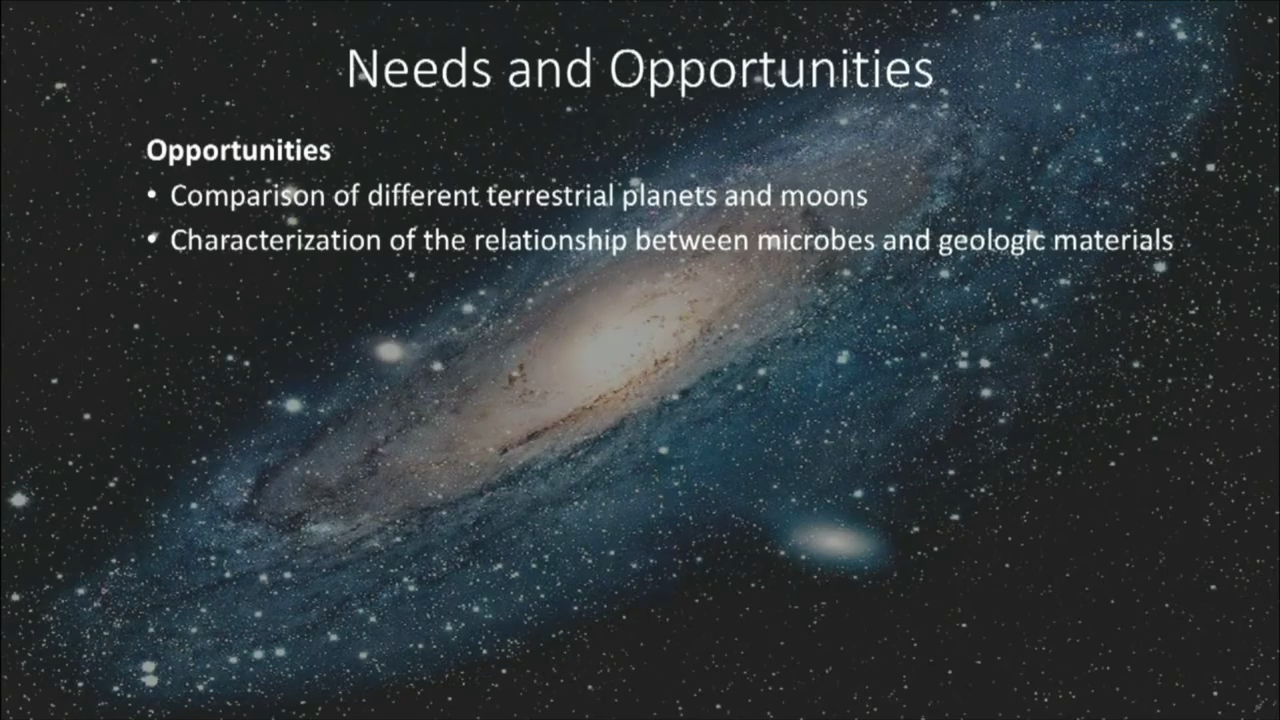 Needs and Opportunities
Opportunities
• Comparison of different terrestrial planets and moons
• Characterization of the relationship between microbes and geologic materials